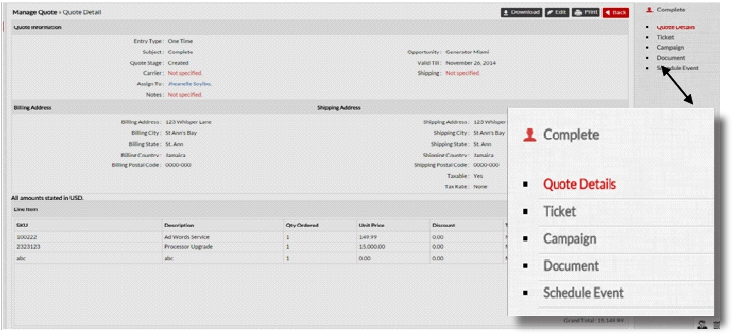 Manage Quote » Quote Detail
Download Edit Print Back
Quote Information
Entry Type: One Time
Subject: Complete Opportunity: iGenerator Miami
Quote Stage: Created Valid Till: November 26, 2014
Carrier: Not specified. Shipping: Not specified.
Assign To:
Notes: Not specified.
Billing Address Shipping Address
Billing Address: 123 Whisper Lane Shipping Address: 123 Whisper
Billing City: St.Ann's Bay Shipping City: St.Ann's Bay
Billing State: St. Ann Shipping State: St. Ann
Billing Country: Jamaica Shipping Country: Jamaica
Billing Postal Code: 0000-000 Shipping Postal Code: 0000-000
Taxable: Yes
Tax Rate: None
All amounts stated in USD.
Line Item
SKU Description Qty Ordered Unit Price Discount
Ad Words Service 1 149.99 0.00
2323123 Processor Upgrade 1 15,000.00 0.00
abc abc 1 0.00 0.00
Grand Total: 15,149.99
Complete
Quote Details
Ticket
Campaign
Document
Schedule Event
Complete
Quote Details
Ticket
Campaign
Document
Schedule Event